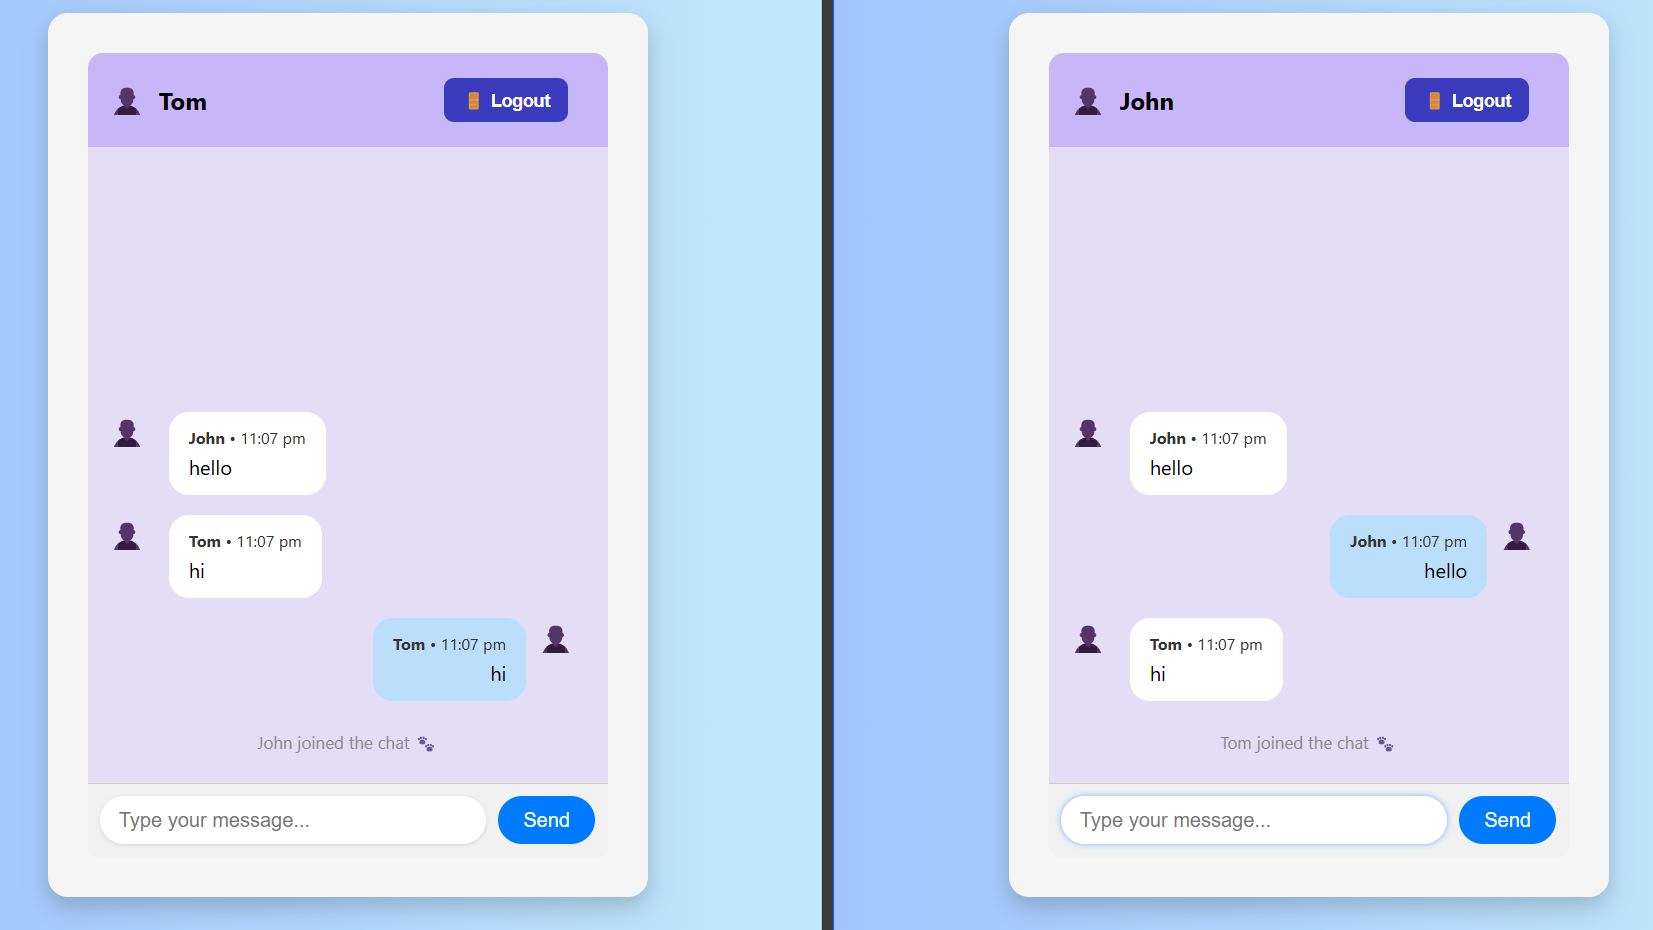 Tom
Logout
John • 11:07 pm
hello
Tom • 11:07 pm
hi
Tom • 11:07 pm
hi
John joined the chat 🐾
Type your message...
Send
John
Logout
John • 11:07 pm
hello
John • 11:07 pm
hello
Tom • 11:07 pm
hi
Tom joined the chat 🐾
Type your message...
Send